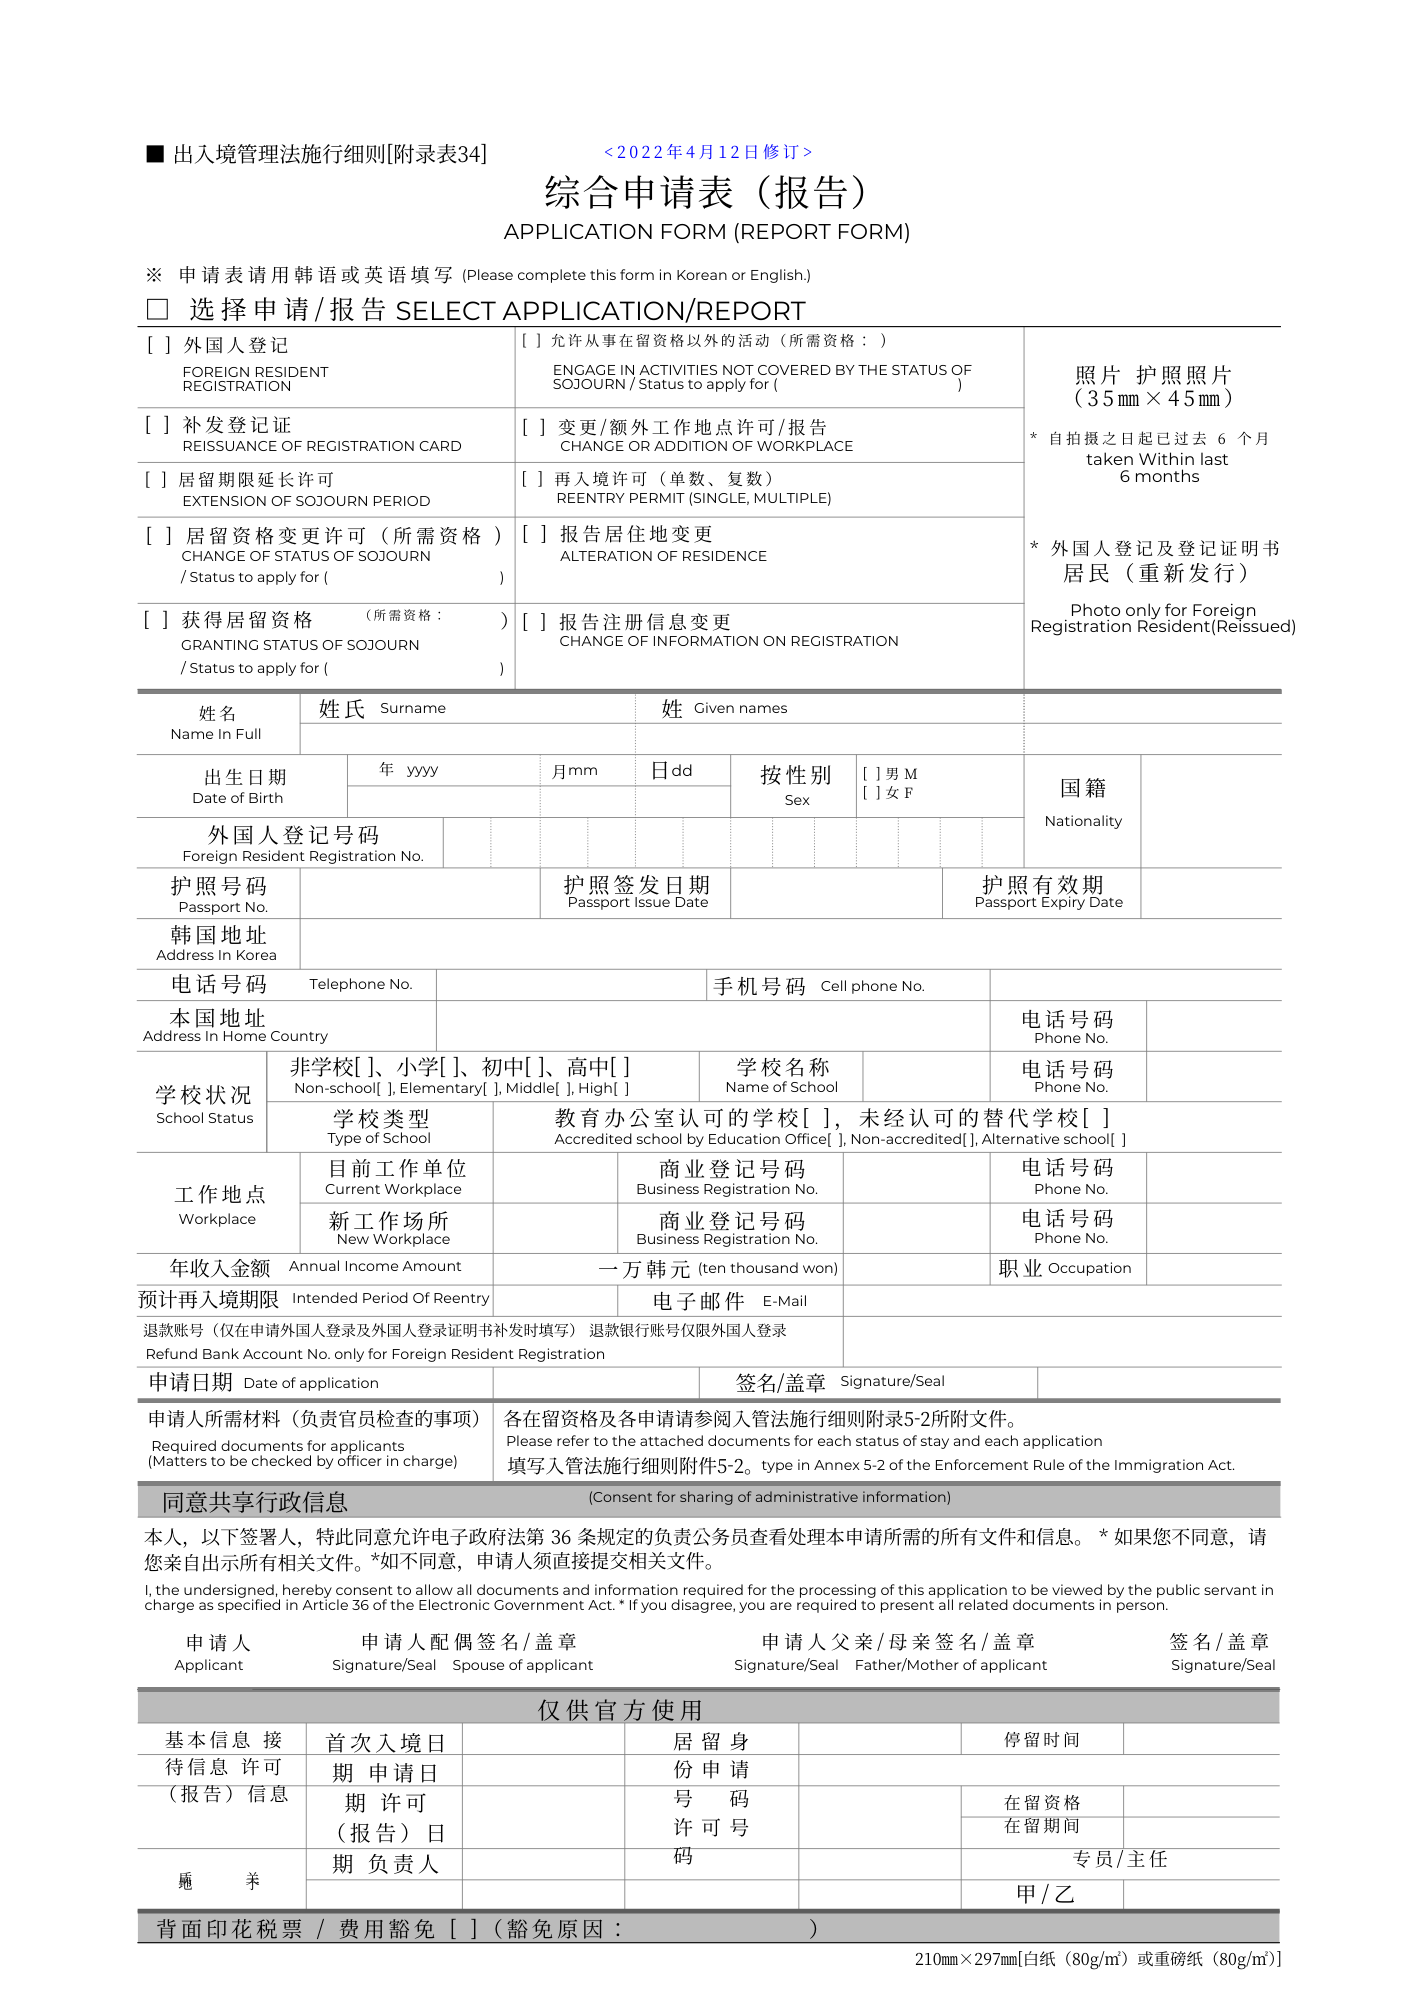 ■ 出入境管理法施行细则[附录表34]
<2022年4月12日修订>
综合申请表（报告）
APPLICATION FORM (REPORT FORM)
※ 申请表请用韩语或英语填写 (Please complete this form in Korean or English.)
□ 选择申请/报告 SELECT APPLICATION/REPORT
[ ] 外国人登记
FOREIGN RESIDENT
REGISTRATION
[ ] 允许从事在留资格以外的活动（所需资格： ）
ENGAGE IN ACTIVITIES NOT COVERED BY THE STATUS OF
SOJOURN / Status to apply for ( )
照片 护照照片
（35㎜×45㎜）
* 自拍摄之日起已过去 6 个月
taken Within last
6 months
* 外国人登记及登记证明书
居民（重新发行）
Photo only for Foreign
Registration Resident(Reissued)
[ ] 补发登记证
REISSUANCE OF REGISTRATION CARD
[ ] 变更/额外工作地点许可/报告
CHANGE OR ADDITION OF WORKPLACE
[ ] 居留期限延长许可
EXTENSION OF SOJOURN PERIOD
[ ] 再入境许可（单数、复数）
REENTRY PERMIT (SINGLE, MULTIPLE)
[ ] 居留资格变更许可（所需资格 ）
CHANGE OF STATUS OF SOJOURN
/ Status to apply for ( )
[ ] 报告居住地变更
ALTERATION OF RESIDENCE
[ ] 获得居留资格 （所需资格： ）
GRANTING STATUS OF SOJOURN
/ Status to apply for ( )
[ ] 报告注册信息变更
CHANGE OF INFORMATION ON REGISTRATION
姓名
Name In Full
姓氏 Surname
姓 Given names
出生日期
Date of Birth
年 yyyy
月mm
日dd
按性别
Sex
[ ]男 M
[ ]女 F
国籍
Nationality
外国人登记号码
Foreign Resident Registration No.
护照号码
Passport No.
护照签发日期
Passport Issue Date
护照有效期
Passport Expiry Date
韩国地址
Address In Korea
电话号码 Telephone No.
手机号码 Cell phone No.
本国地址
Address In Home Country
电话号码
Phone No.
学校状况
School Status
非学校[ ]、小学[ ]、初中[ ]、高中[ ]
Non-school[ ], Elementary[ ], Middle[ ], High[ ]
学校名称
Name of School
电话号码
Phone No.
学校类型
Type of School
教育办公室认可的学校[ ]，未经认可的替代学校[ ]
Accredited school by Education Office[ ], Non-accredited[ ], Alternative school[ ]
工作地点
Workplace
目前工作单位
Current Workplace
商业登记号码
Business Registration No.
电话号码
Phone No.
新工作场所
New Workplace
商业登记号码
Business Registration No.
电话号码
Phone No.
年收入金额 Annual Income Amount
一万韩元 (ten thousand won)
职业 Occupation
预计再入境期限 Intended Period Of Reentry
电子邮件 E-Mail
退款账号（仅在申请外国人登录及外国人登录证明书补发时填写） 退款银行账号仅限外国人登录
Refund Bank Account No. only for Foreign Resident Registration
申请日期 Date of application
签名/盖章 Signature/Seal
申请人所需材料（负责官员检查的事项）
Required documents for applicants
(Matters to be checked by officer in charge)
各在留资格及各申请请参阅入管法施行细则附录5-2所附文件。
Please refer to the attached documents for each status of stay and each application
填写入管法施行细则附件5-2。type in Annex 5-2 of the Enforcement Rule of the Immigration Act.
同意共享行政信息 (Consent for sharing of administrative information)
本人，以下签署人，特此同意允许电子政府法第 36 条规定的负责公务员查看处理本申请所需的所有文件和信息。 * 如果您不同意，请
您亲自出示所有相关文件。*如不同意，申请人须直接提交相关文件。
I, the undersigned, hereby consent to allow all documents and information required for the processing of this application to be viewed by the public servant in
charge as specified in Article 36 of the Electronic Government Act. * If you disagree, you are required to present all related documents in person.
申请人 申请人配偶签名/盖章 申请人父亲/母亲签名/盖章 签名/盖章
Applicant Signature/Seal Spouse of applicant Signature/Seal Father/Mother of applicant Signature/Seal
仅供官方使用
基本信息 接
待信息 许可
（报告）信息
首次入境日
期 申请日
期 许可
（报告）日
期 负责人
居留身
份申请
号 码
许可号
码
停留时间
在留资格
在留期间
专员/主任
甲/乙
关于
背面印花税票 / 费用豁免 [ ]（豁免原因： ）
210㎜×297㎜[白纸（80g/㎡）或重磅纸（80g/㎡）]